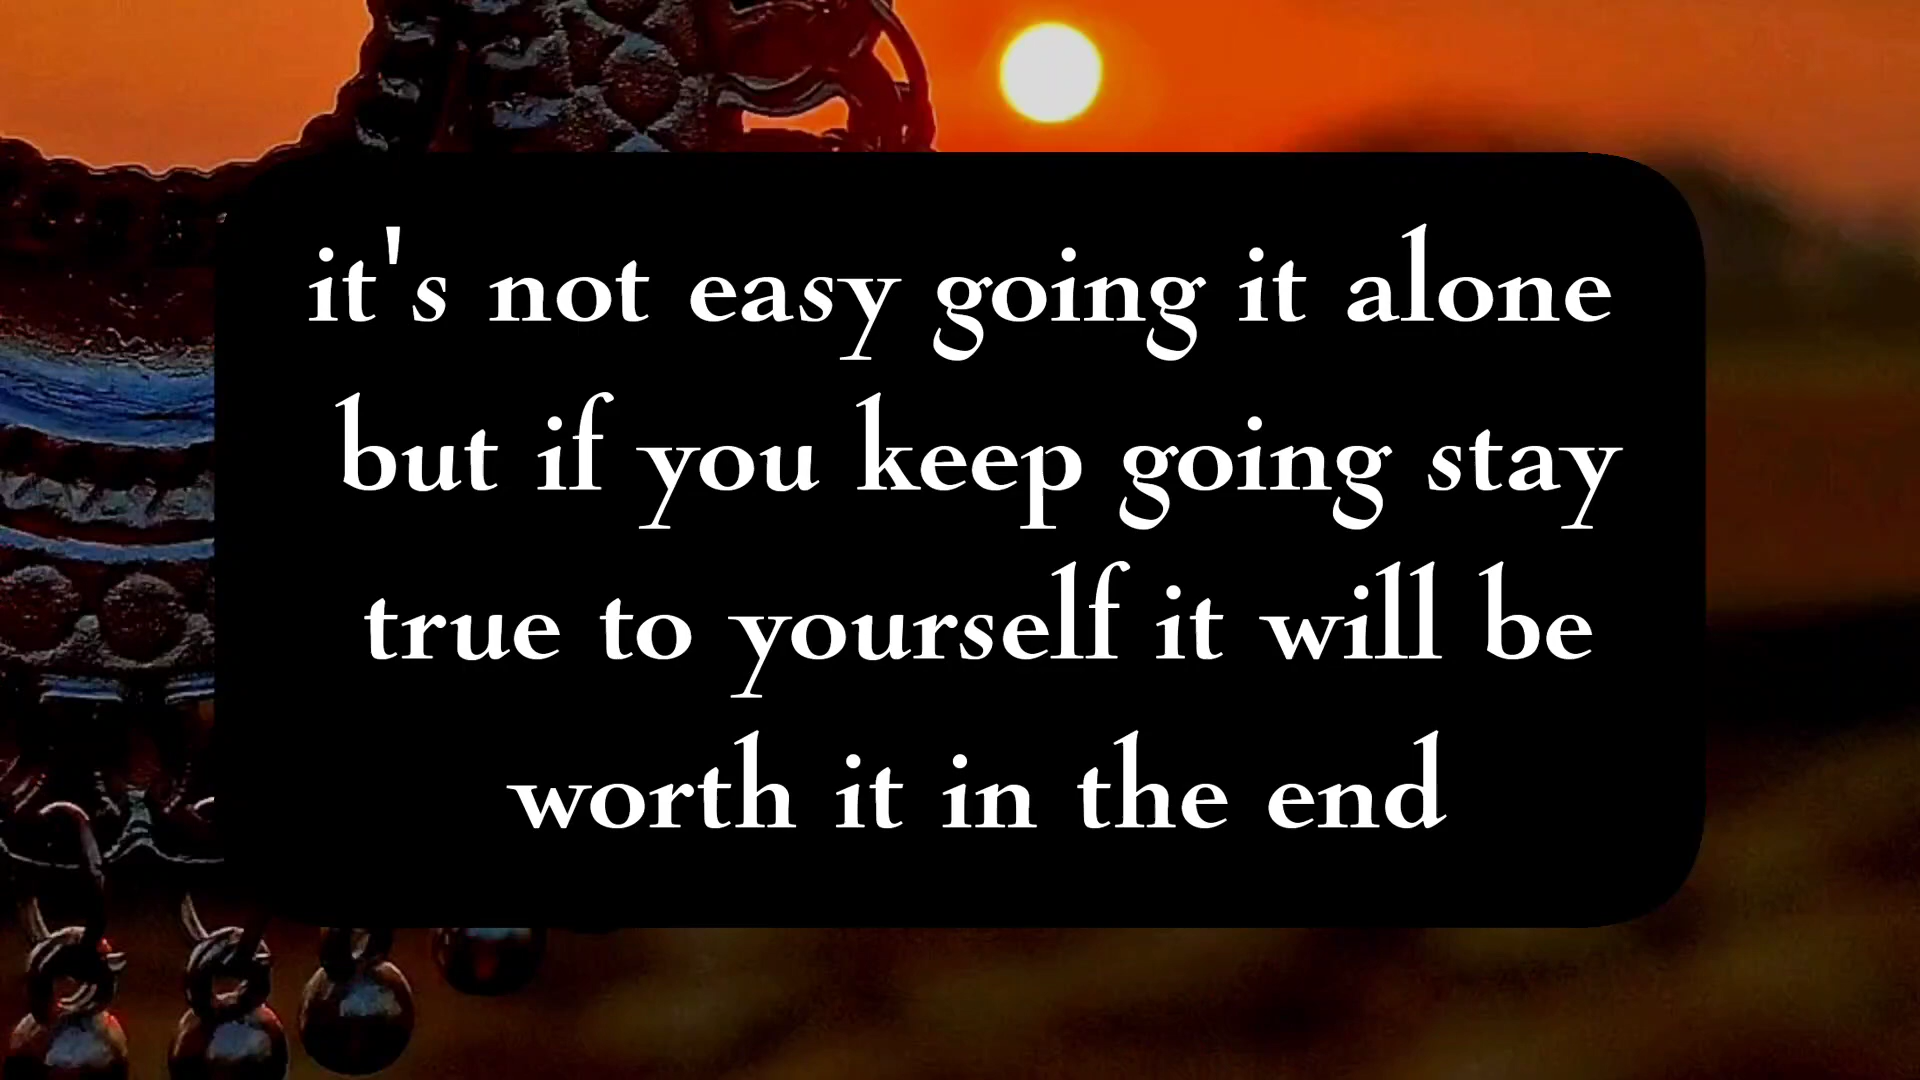 it's not easy going it alone
but if you keep going stay
true to yourself it will be
worth it in the end